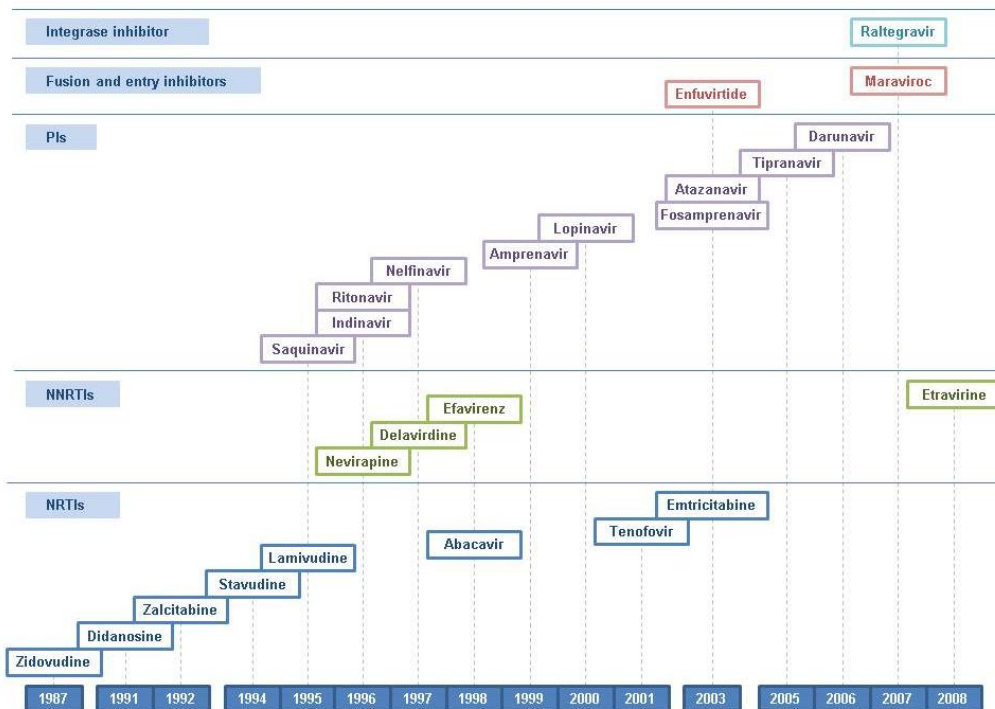 Integrase inhibitor
Raltegravir
Fusion and entry inhibitors
Maraviroc
Enfuvirtide
PIs
Darunavir
Tipranavir
Atazanavir
Fosamprenavir
Lopinavir
Amprenavir
Nelfinavir
Ritonavir
Indinavir
Saquinavir
NNRTIs
Etravirine
Efavirenz
Delavirdine
Nevirapine
NRTIs
Emtricitabine
Tenofovir
Abacavir
Lamivudine
Stavudine
Zalcitabine
Didanosine
Zidovudine
1987 1991 1992 1994 1995 1996 1997 1998 1999 2000 2001 2003 2005 2006 2007 2008